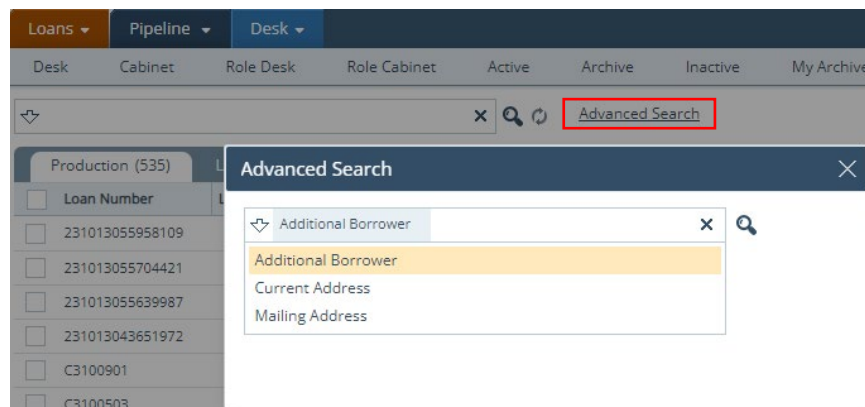 Loans Pipeline Desk
Desk Cabinet Role Desk Role Cabinet Active Archive Inactive My Archive
Advanced Search
Production (535) L
Advanced Search
Loan Number L
Additional Borrower
231013055958109
Additional Borrower
231013055704421
Current Address
231013055639987
Mailing Address
231013043651972
C3100901
C3100503